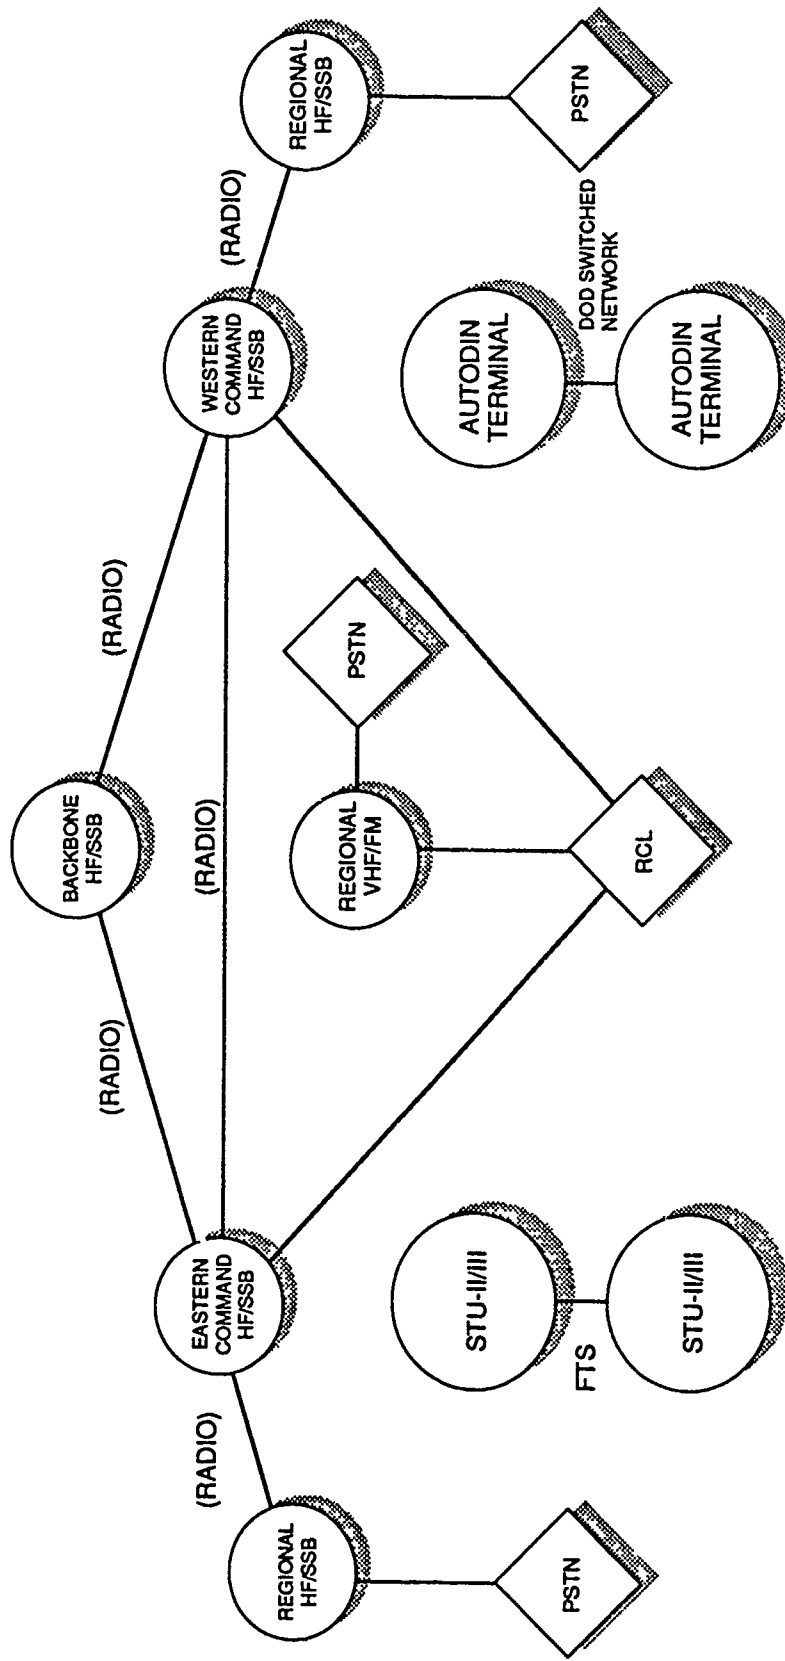 BACKBONE
HF/SSB
(RADIO)
(RADIO)
(RADIO)
EASTERN
COMMAND
HF/SSB
WESTERN
COMMAND
HF/SSB
(RADIO)
(RADIO)
REGIONAL
HF/SSB
REGIONAL
HF/SSB
REGIONAL
VHF/FM
PSTN
STU-II/III
FTS
STU-II/III
AUTODIN
TERMINAL
DOD SWITCHED
NETWORK
AUTODIN
TERMINAL
PSTN
RCL
PSTN